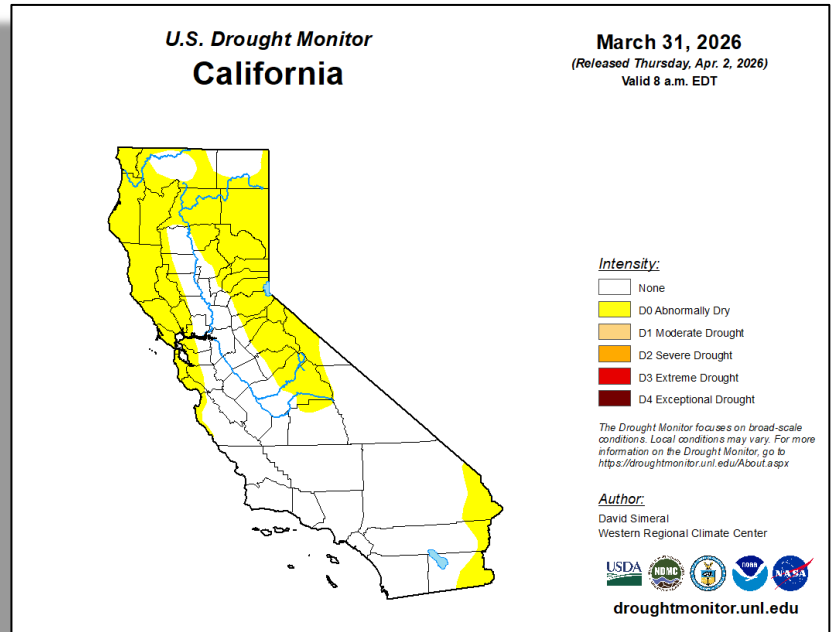 U.S. Drought Monitor
California
March 31, 2026
(Released Thursday, Apr. 2, 2026)
Valid 8 a.m. EDT
Intensity:
None
D0 Abnormally Dry
D1 Moderate Drought
D2 Severe Drought
D3 Extreme Drought
D4 Exceptional Drought
The Drought Monitor focuses on broad-scale
conditions. Local conditions may vary. For more
information on the Drought Monitor, go to
https://droughtmonitor.unl.edu/About.aspx
Author:
David Simeral
Western Regional Climate Center
USDA
NDMC
NASA
droughtmonitor.unl.edu